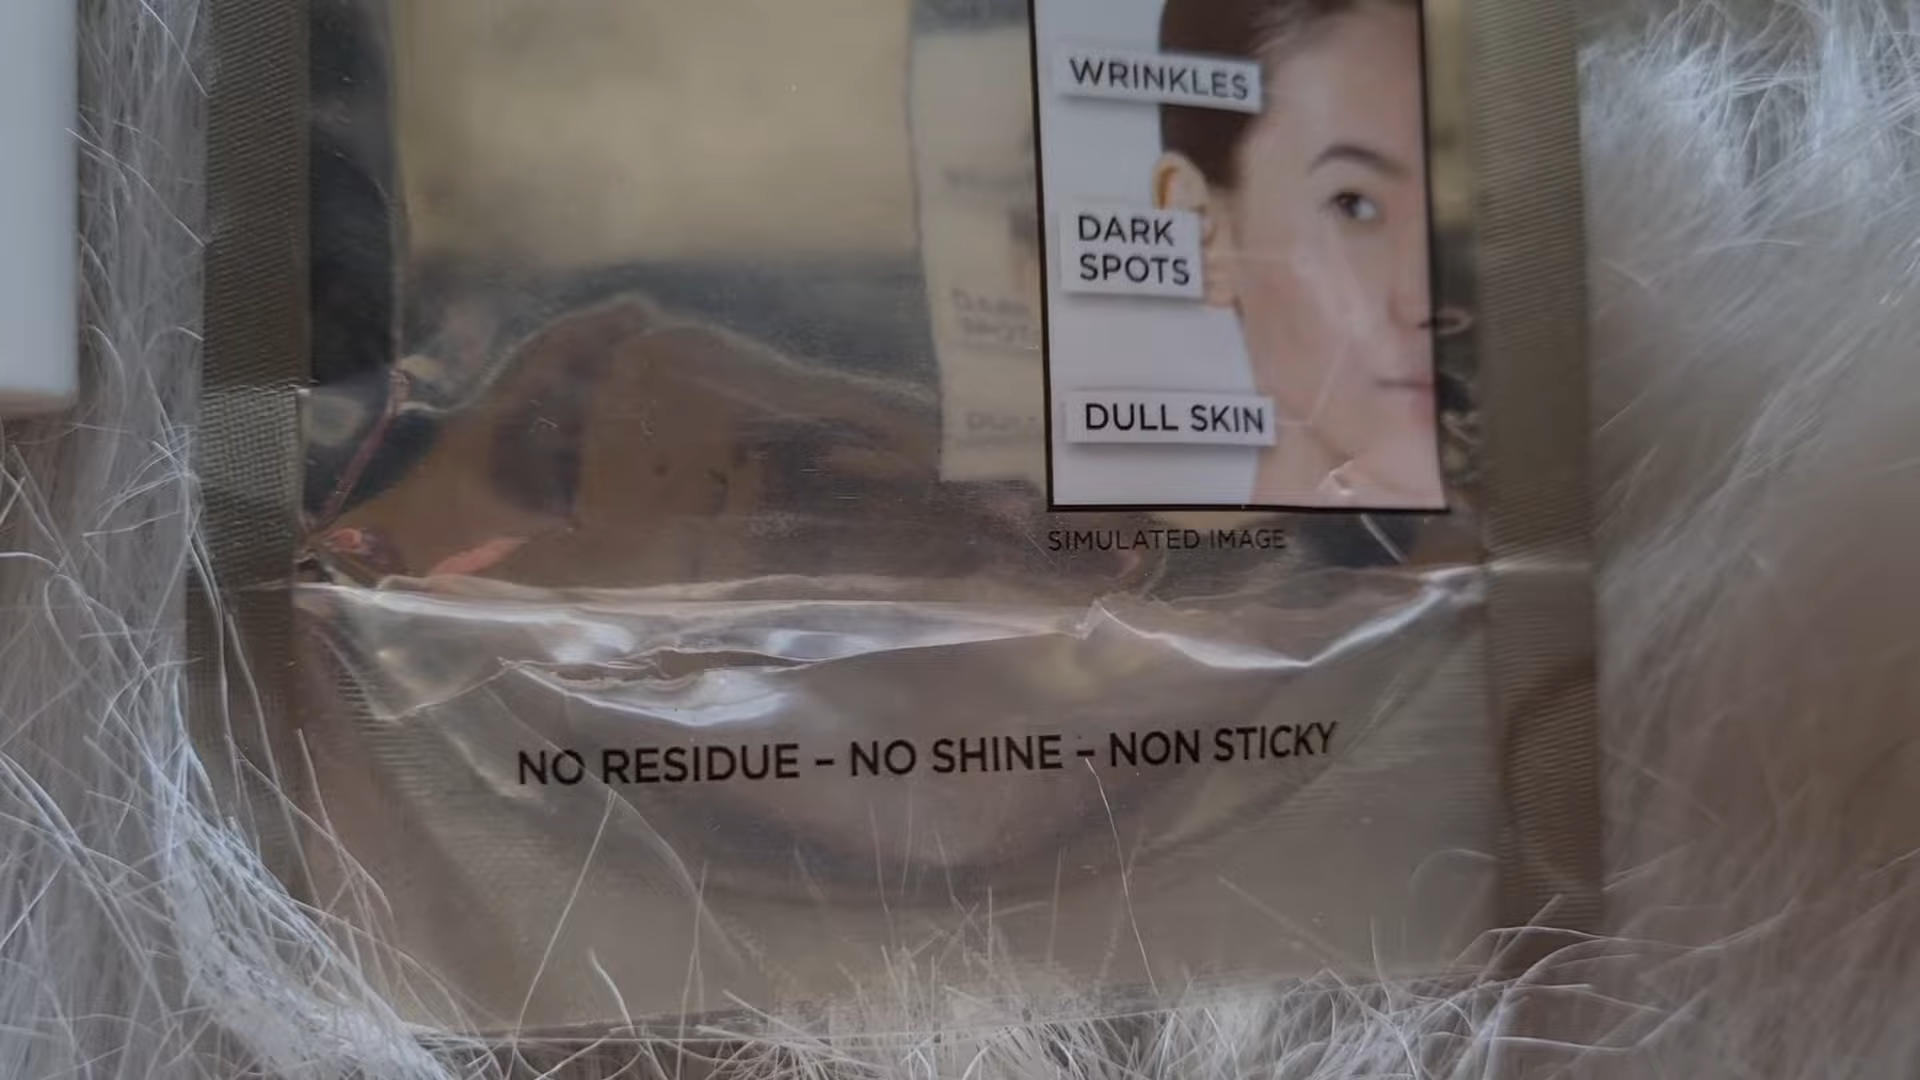 WRINKLES
DARK
SPOTS
DULL SKIN
SIMULATED IMAGE
NO RESIDUE – NO SHINE – NON STICKY